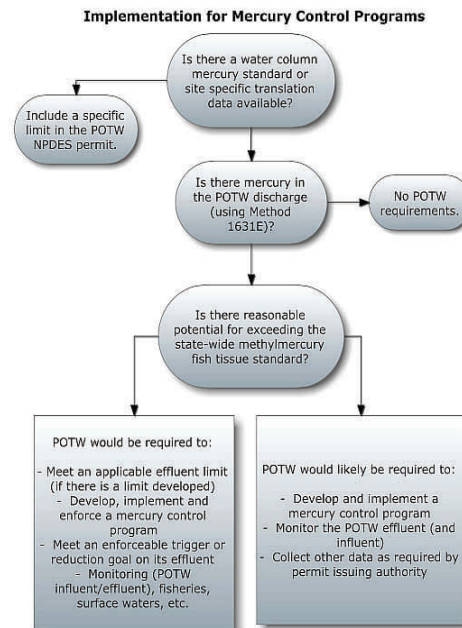 Implementation for Mercury Control Programs
Is there a water column
mercury standard or
site specific translation
data available?
Include a specific
limit in the POTW
NPDES permit.
Is there mercury in
the POTW discharge
(using Method
1631E)?
No POTW
requirements.
Is there reasonable
potential for exceeding the
state-wide methylmercury
fish tissue standard?
POTW would be required to:
- Meet an applicable effluent limit
(if there is a limit developed)
- Develop, implement and
enforce a mercury control
program
- Meet an enforceable trigger or
reduction goal on its effluent
- Monitoring (POTW
influent/effluent), fisheries,
surface waters, etc.
POTW would likely be required to:
- Develop and implement a
mercury control program
- Monitor the POTW effluent (and
influent)
- Collect other data as required by
permit issuing authority